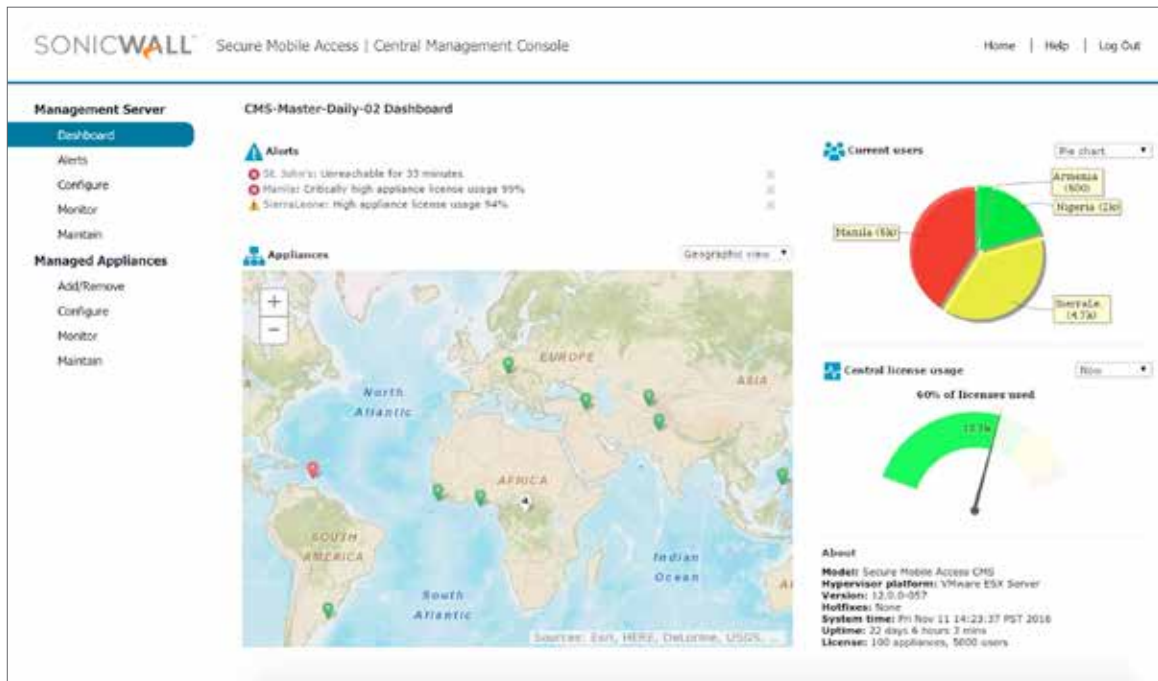 SONICWALL Secure Mobile Access | Central Management Console
Home | Help | Log Out
Management Server
Dashboard
Alerts
Configure
Monitor
Maintain
Managed Appliances
Add/Remove
Configure
Monitor
Maintain
CMS-Master-Daily-02 Dashboard
Alerts
St. John's: Unreachable for 33 minutes
Manila: Critically high appliance license usage 99%
SierraLeone: High appliance license usage 94%
Appliances
Geographic view
+
−
EUROPE
ASIA
North
Atlantic
AFRICA
4
SOUTH
AMERICA
Indian
Ocean
South
Atlantic
Sources: Esri, HERE, DeLorme, USGS, ...
Current users
Pie chart
Armenia
(500)
Nigeria (2k)
Manila (5k)
SierraLe.
(4.7k)
Central license usage
Now
60% of licenses used
About
Model: Secure Mobile Access CMS
Hypervisor platform: VMware ESX Server
Version: 12.0.0-057
Hotfixes: None
System time: Fri Nov 11 14:23:37 PST 2016
Uptime: 22 days 6 hours 3 mins
License: 100 appliances, 5000 users